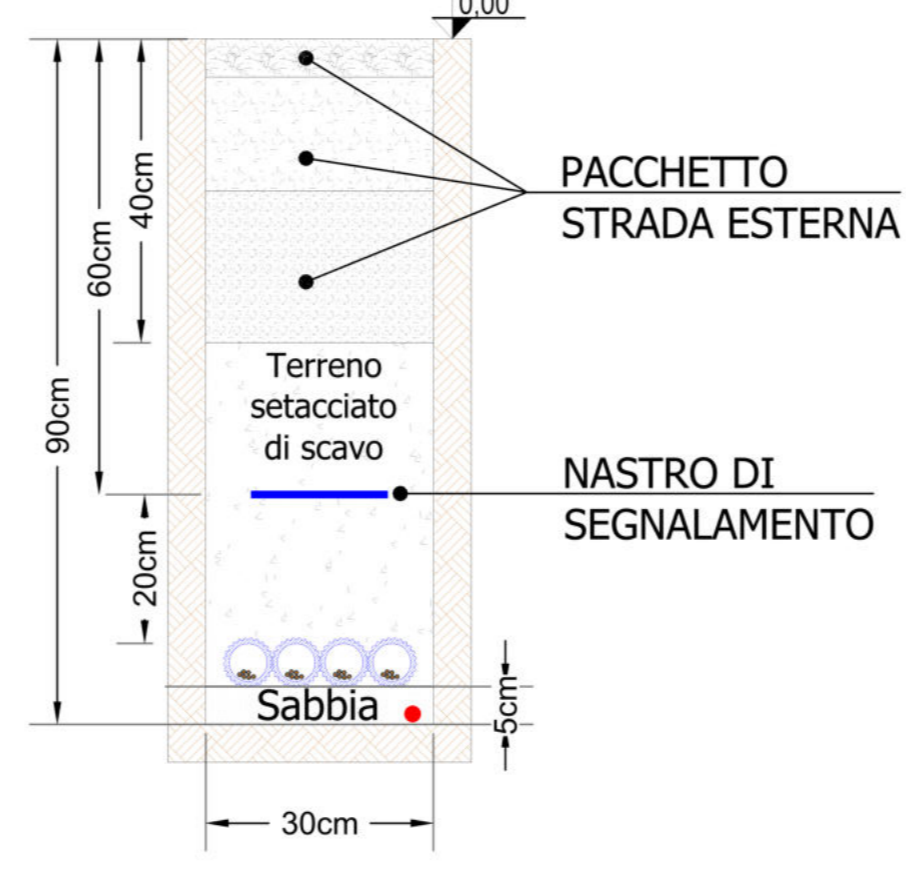 0,00
PACCHETTO
STRADA ESTERNA
40cm
60cm
90cm
Terreno
setacciato
di scavo
NASTRO DI
SEGNALAMENTO
20cm
Sabbia
5cm
30cm